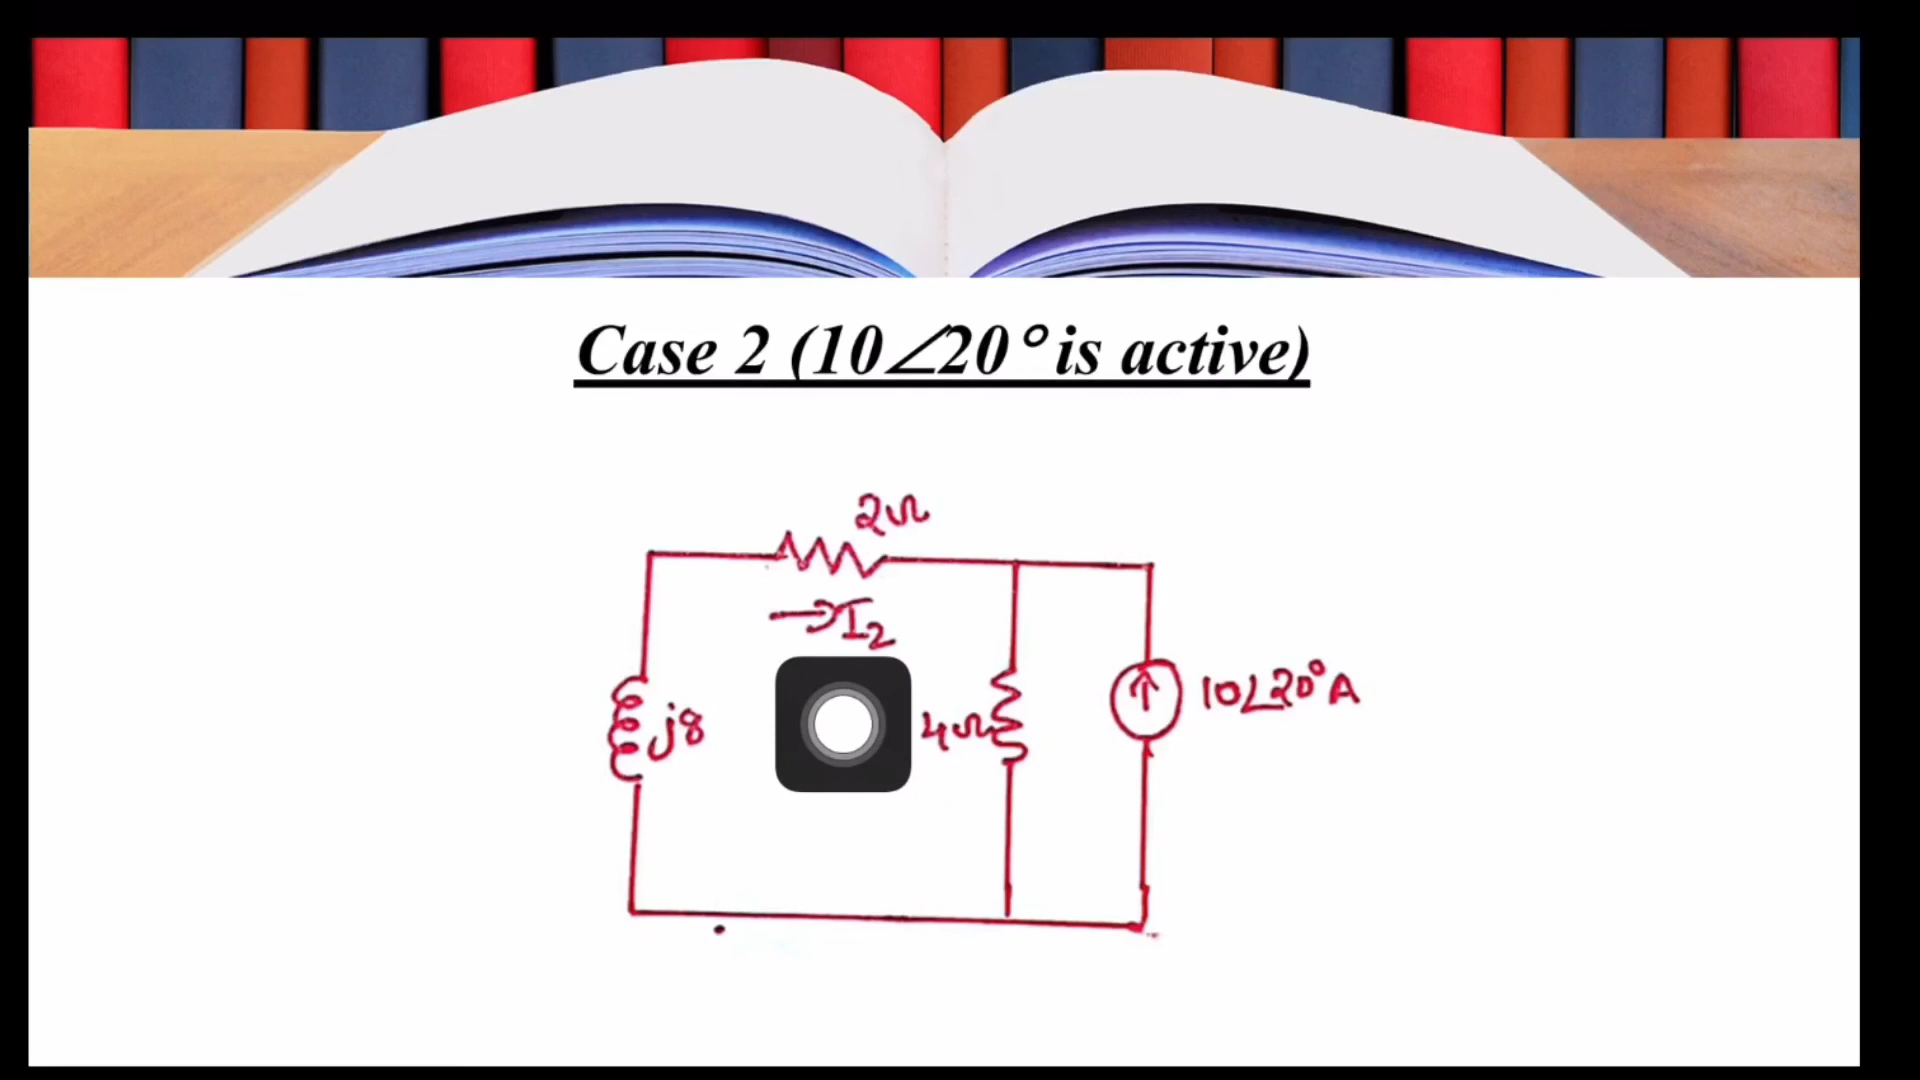 Case 2 (10∠20° is active)
2Ω
→I₂
j8
4Ω
10∠20°A